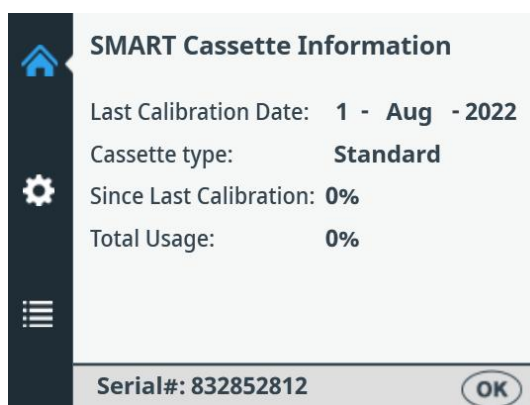 SMART Cassette Information
Last Calibration Date: 1 - Aug - 2022
Cassette type: Standard
Since Last Calibration: 0%
Total Usage: 0%
Serial#: 832852812 OK